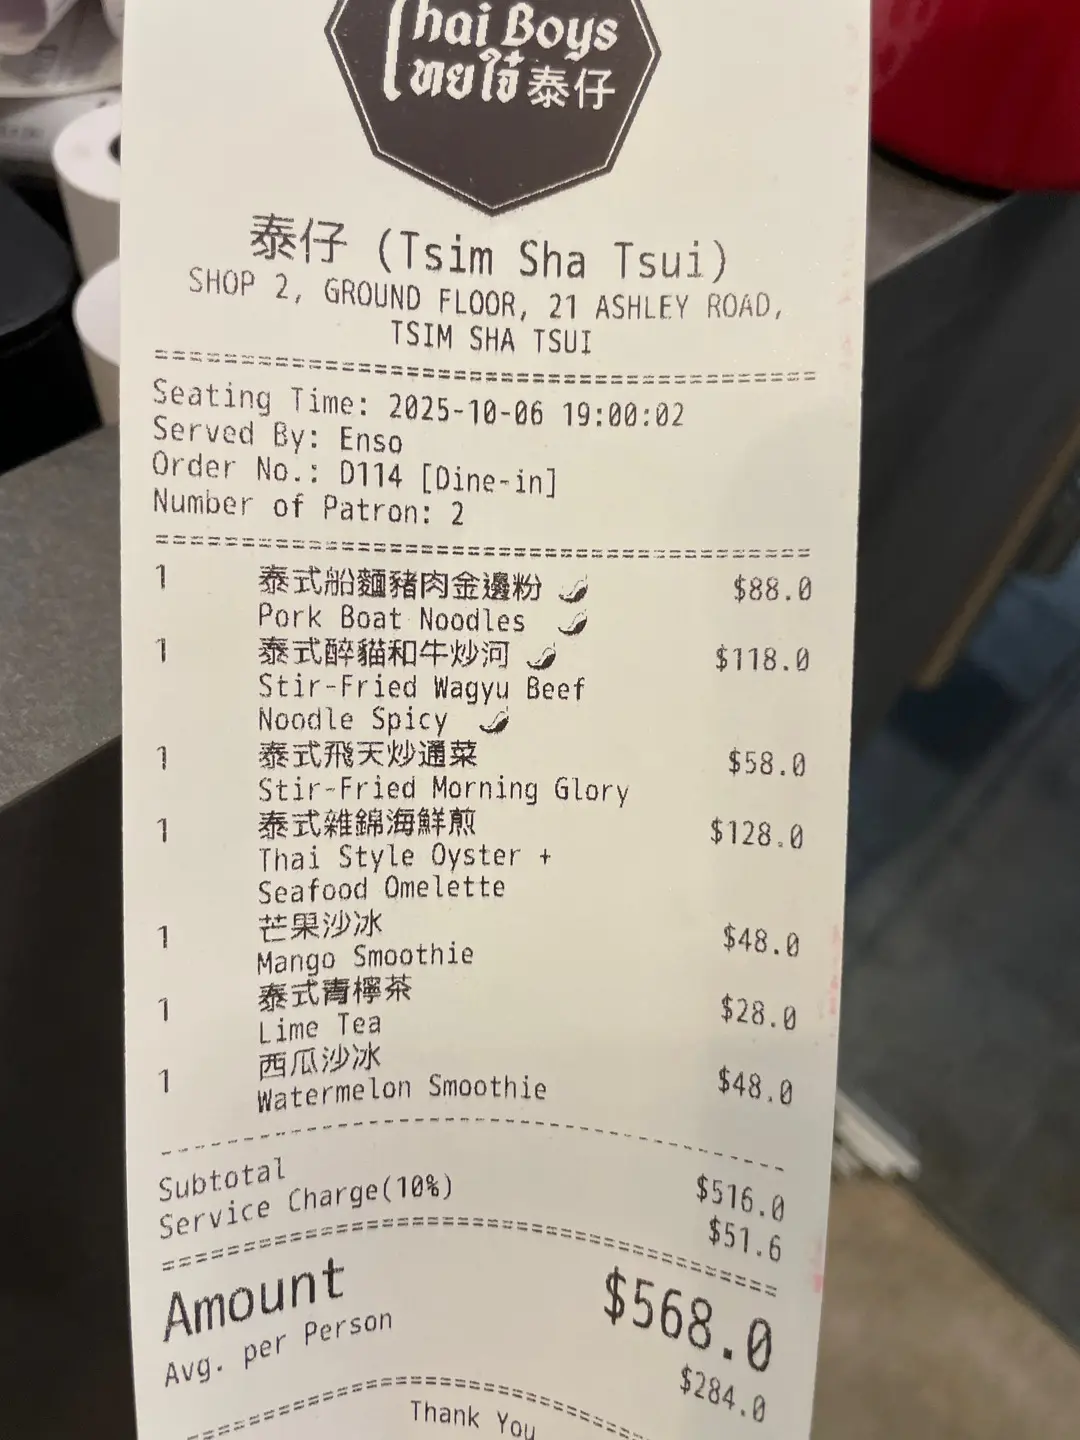 Thai Boys
ไทยใจ๋ 泰仔
泰仔 (Tsim Sha Tsui)
SHOP 2, GROUND FLOOR, 21 ASHLEY ROAD,
TSIM SHA TSUI
Seating Time: 2025-10-06 19:00:02
Served By: Enso
Order No.: D114 [Dine-in]
Number of Patron: 2
1 泰式船麵豬肉金邊粉 $88.0
Pork Boat Noodles
1 泰式醉貓和牛炒河 $118.0
Stir-Fried Wagyu Beef
Noodle Spicy
1 泰式飛天炒通菜 $58.0
Stir-Fried Morning Glory
1 泰式雜錦海鮮煎 $128.0
Thai Style Oyster +
Seafood Omelette
1 芒果沙冰 $48.0
Mango Smoothie
1 泰式青檸茶 $28.0
Lime Tea
1 西瓜沙冰 $48.0
Watermelon Smoothie
Subtotal $516.0
Service Charge(10%) $51.6
Amount $568.0
Avg. per Person $284.0
Thank You